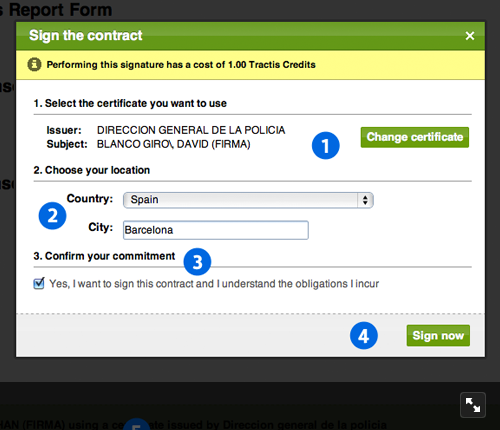 s Report Form
Sign the contract
×
i Performing this signature has a cost of 1.00 Tractis Credits
1. Select the certificate you want to use
Issuer: DIRECCION GENERAL DE LA POLICIA
Subject: BLANCO GIRO\, DAVID (FIRMA)
1
Change certificate
2. Choose your location
Country: Spain
2
City: Barcelona
3. Confirm your commitment
3
Yes, I want to sign this contract and I understand the obligations I incur
4
Sign now
(FIRMA) using a
5
issued by Direccion general de la policia